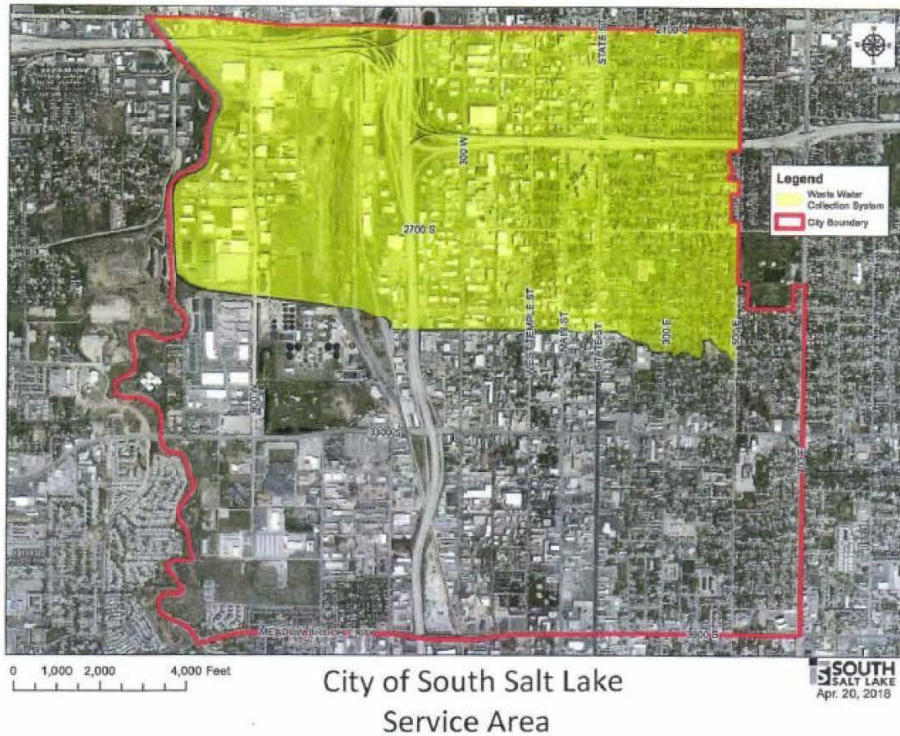 2100 S
STATE ST
300 W
Legend
Waste Water
Collection System
City Boundary
2700 S
WEST TEMPLE ST
MAIN ST
STATE ST
300 E
500 E
3300 S
3900 S
0 1,000 2,000 4,000 Feet
City of South Salt Lake
Service Area
SOUTH
SALT LAKE
Apr. 20, 2018